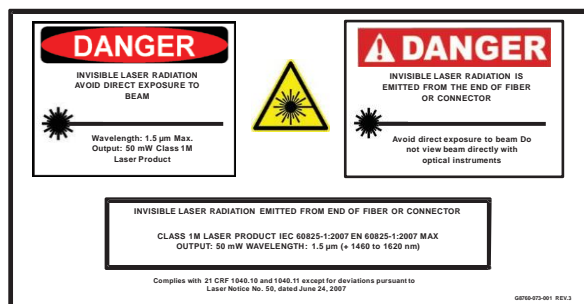 DANGER
INVISIBLE LASER RADIATION
AVOID DIRECT EXPOSURE TO
BEAM
Wavelength: 1.5 µm Max.
Output: 50 mW Class 1M
Laser Product
DANGER
INVISIBLE LASER RADIATION IS
EMITTED FROM THE END OF FIBER
OR CONNECTOR
Avoid direct exposure to beam Do
not view beam directly with
optical instruments
INVISIBLE LASER RADIATION EMITTED FROM END OF FIBER OR CONNECTOR
CLASS 1M LASER PRODUCT IEC 60825-1:2007 EN 60825-1:2007 MAX
OUTPUT: 50 mW WAVELENGTH: 1.5 µm (+ 1460 to 1620 nm)
Complies with 21 CRF 1040.10 and 1040.11 except for deviations pursuant to
Laser Notice No. 50, dated June 24, 2007
G8760-073-001 REV.3